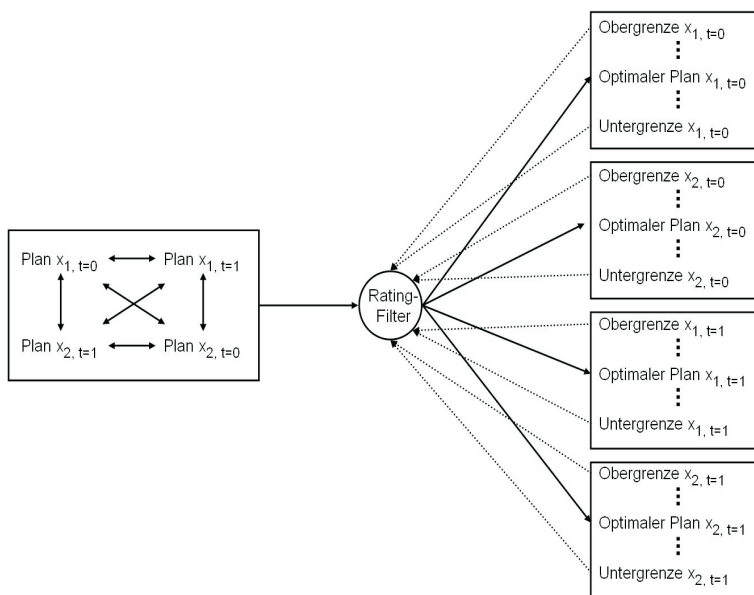 Plan x1, t=0 Plan x1, t=1
Plan x2, t=1 Plan x2, t=0
Rating-
Filter
Obergrenze x1, t=0
Optimaler Plan x1, t=0
Untergrenze x1, t=0
Obergrenze x2, t=0
Optimaler Plan x2, t=0
Untergrenze x2, t=0
Obergrenze x1, t=1
Optimaler Plan x1, t=1
Untergrenze x1, t=1
Obergrenze x2, t=1
Optimaler Plan x2, t=1
Untergrenze x2, t=1